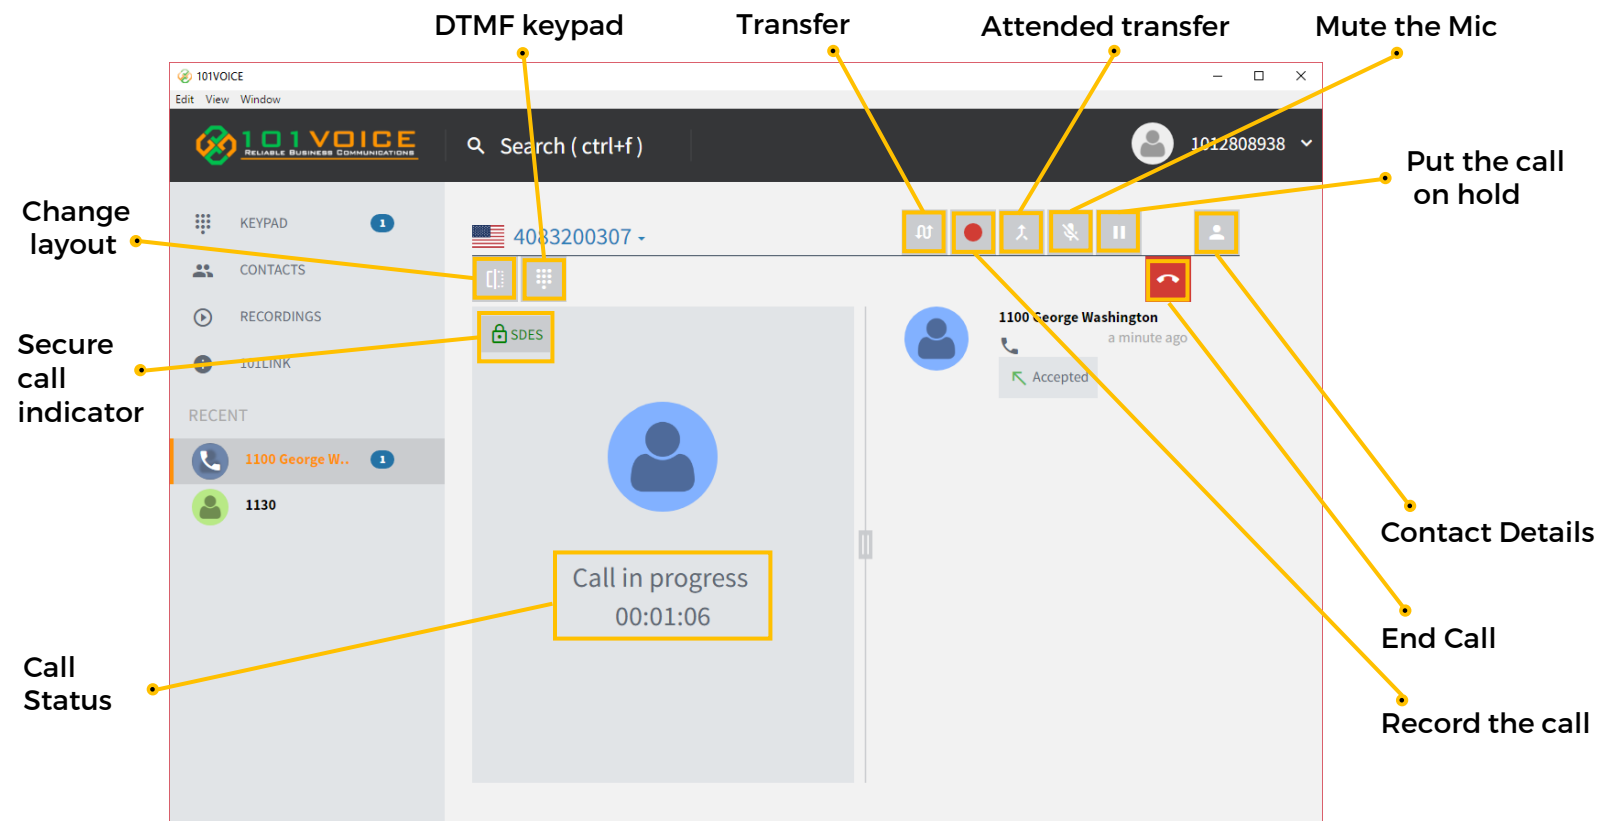 DTMF keypad
Transfer
Attended transfer
Mute the Mic
101VOICE
Edit View Window
101VOICE
RELIABLE BUSINESS COMMUNICATIONS
Search ( ctrl+f )
1012808938
Put the call
on hold
Change
layout
KEYPAD
1
4083200307
CONTACTS
RECORDINGS
101LINK
Secure
call
indicator
SDES
1100 George Washington
a minute ago
Accepted
RECENT
1100 George W..
1
1130
Call in progress
00:01:06
Contact Details
End Call
Call
Status
Record the call